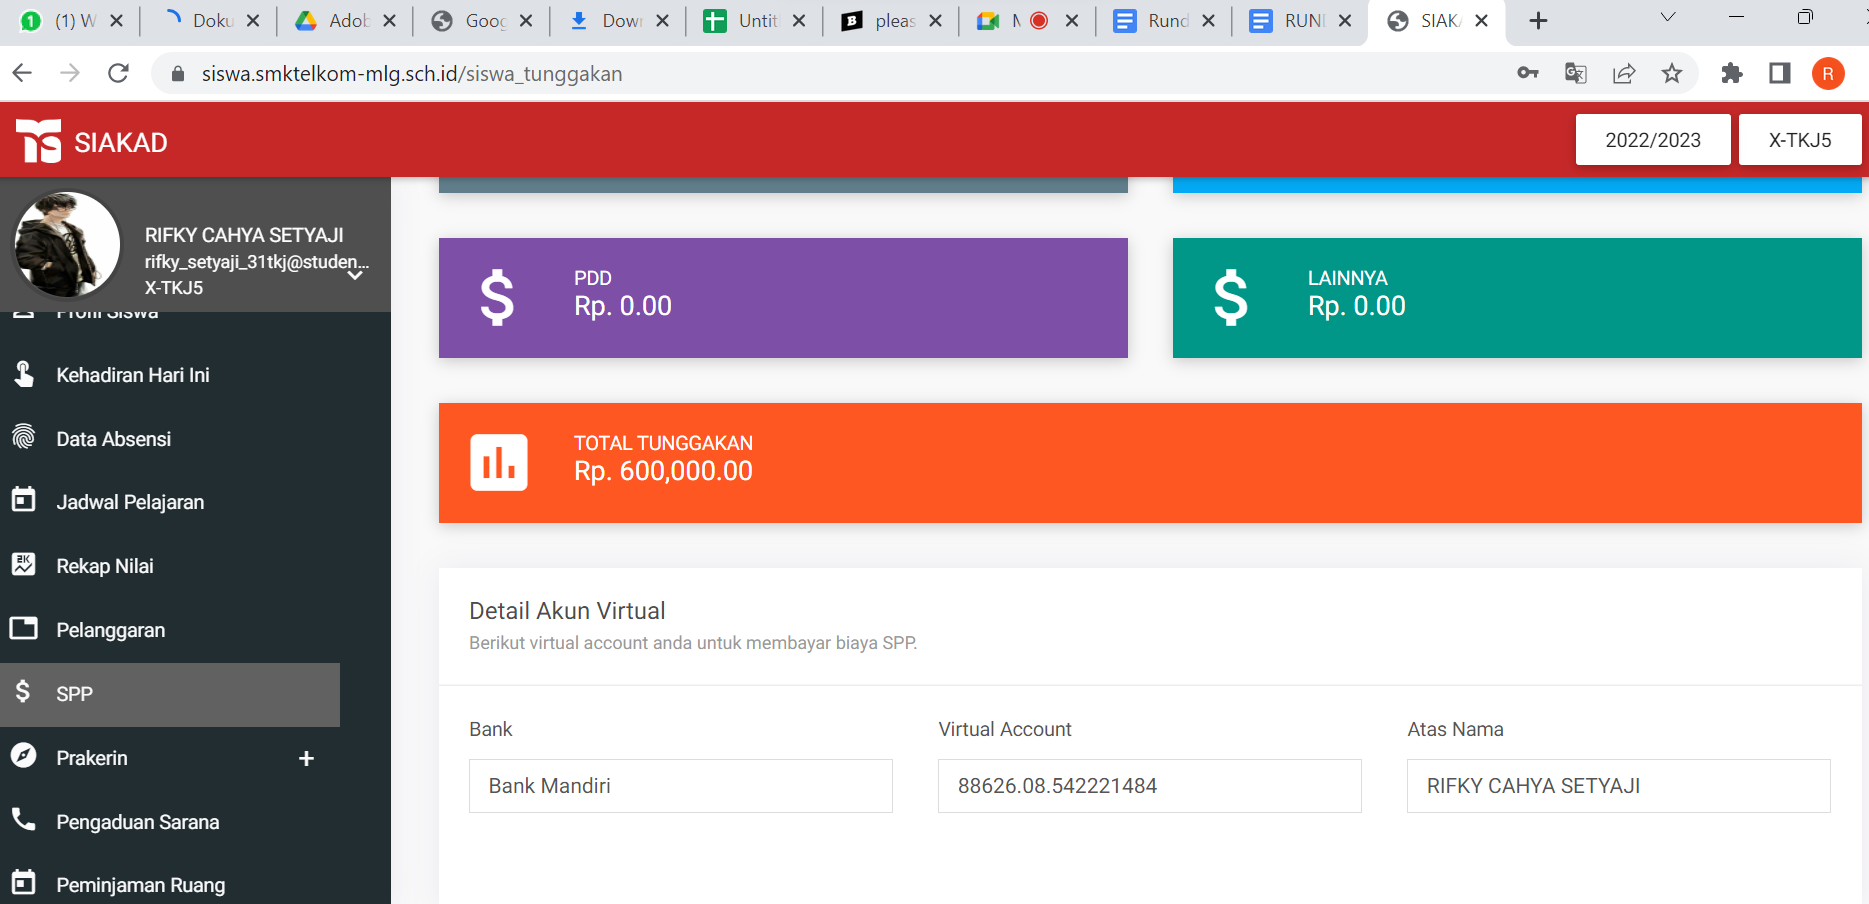 (1) W
Doku
Adob
Goog
Dow
Untit
pleas
M
Rund
RUN
SIAKA
siswa.smktelkom-mlg.sch.id/siswa_tunggakan
R
SIAKAD
2022/2023
X-TKJ5
RIFKY CAHYA SETYAJI
rifky_setyaji_31tkj@studen...
X-TKJ5
Profil Siswa
Kehadiran Hari Ini
Data Absensi
Jadwal Pelajaran
Rekap Nilai
Pelanggaran
SPP
Prakerin
Pengaduan Sarana
Peminjaman Ruang
PDD
Rp. 0.00
LAINNYA
Rp. 0.00
TOTAL TUNGGAKAN
Rp. 600,000.00
Detail Akun Virtual
Berikut virtual account anda untuk membayar biaya SPP.
Bank
Virtual Account
Atas Nama
Bank Mandiri
88626.08.542221484
RIFKY CAHYA SETYAJI